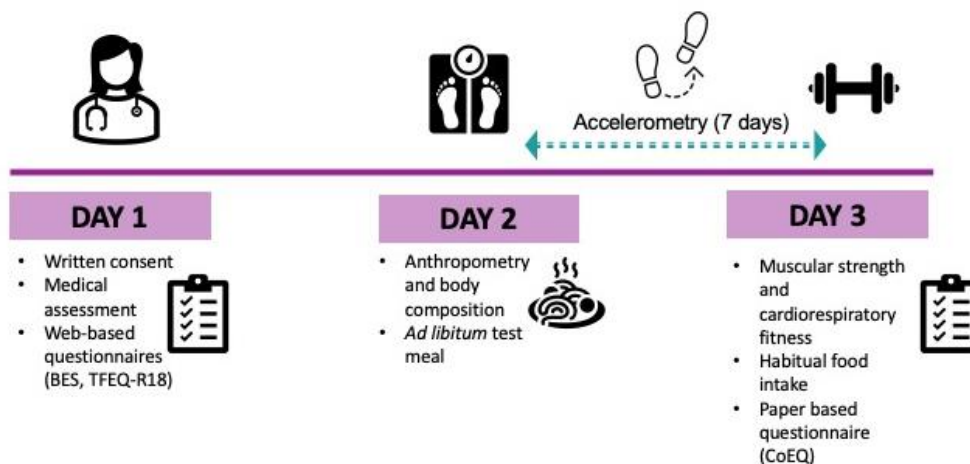 Accelerometry (7 days)
DAY 1
• Written consent
• Medical
assessment
• Web-based
questionnaires
(BES, TFEQ-R18)
DAY 2
• Anthropometry
and body
composition
• Ad libitum test
meal
DAY 3
• Muscular strength
and
cardiorespiratory
fitness
• Habitual food
intake
• Paper based
questionnaire
(CoEQ)